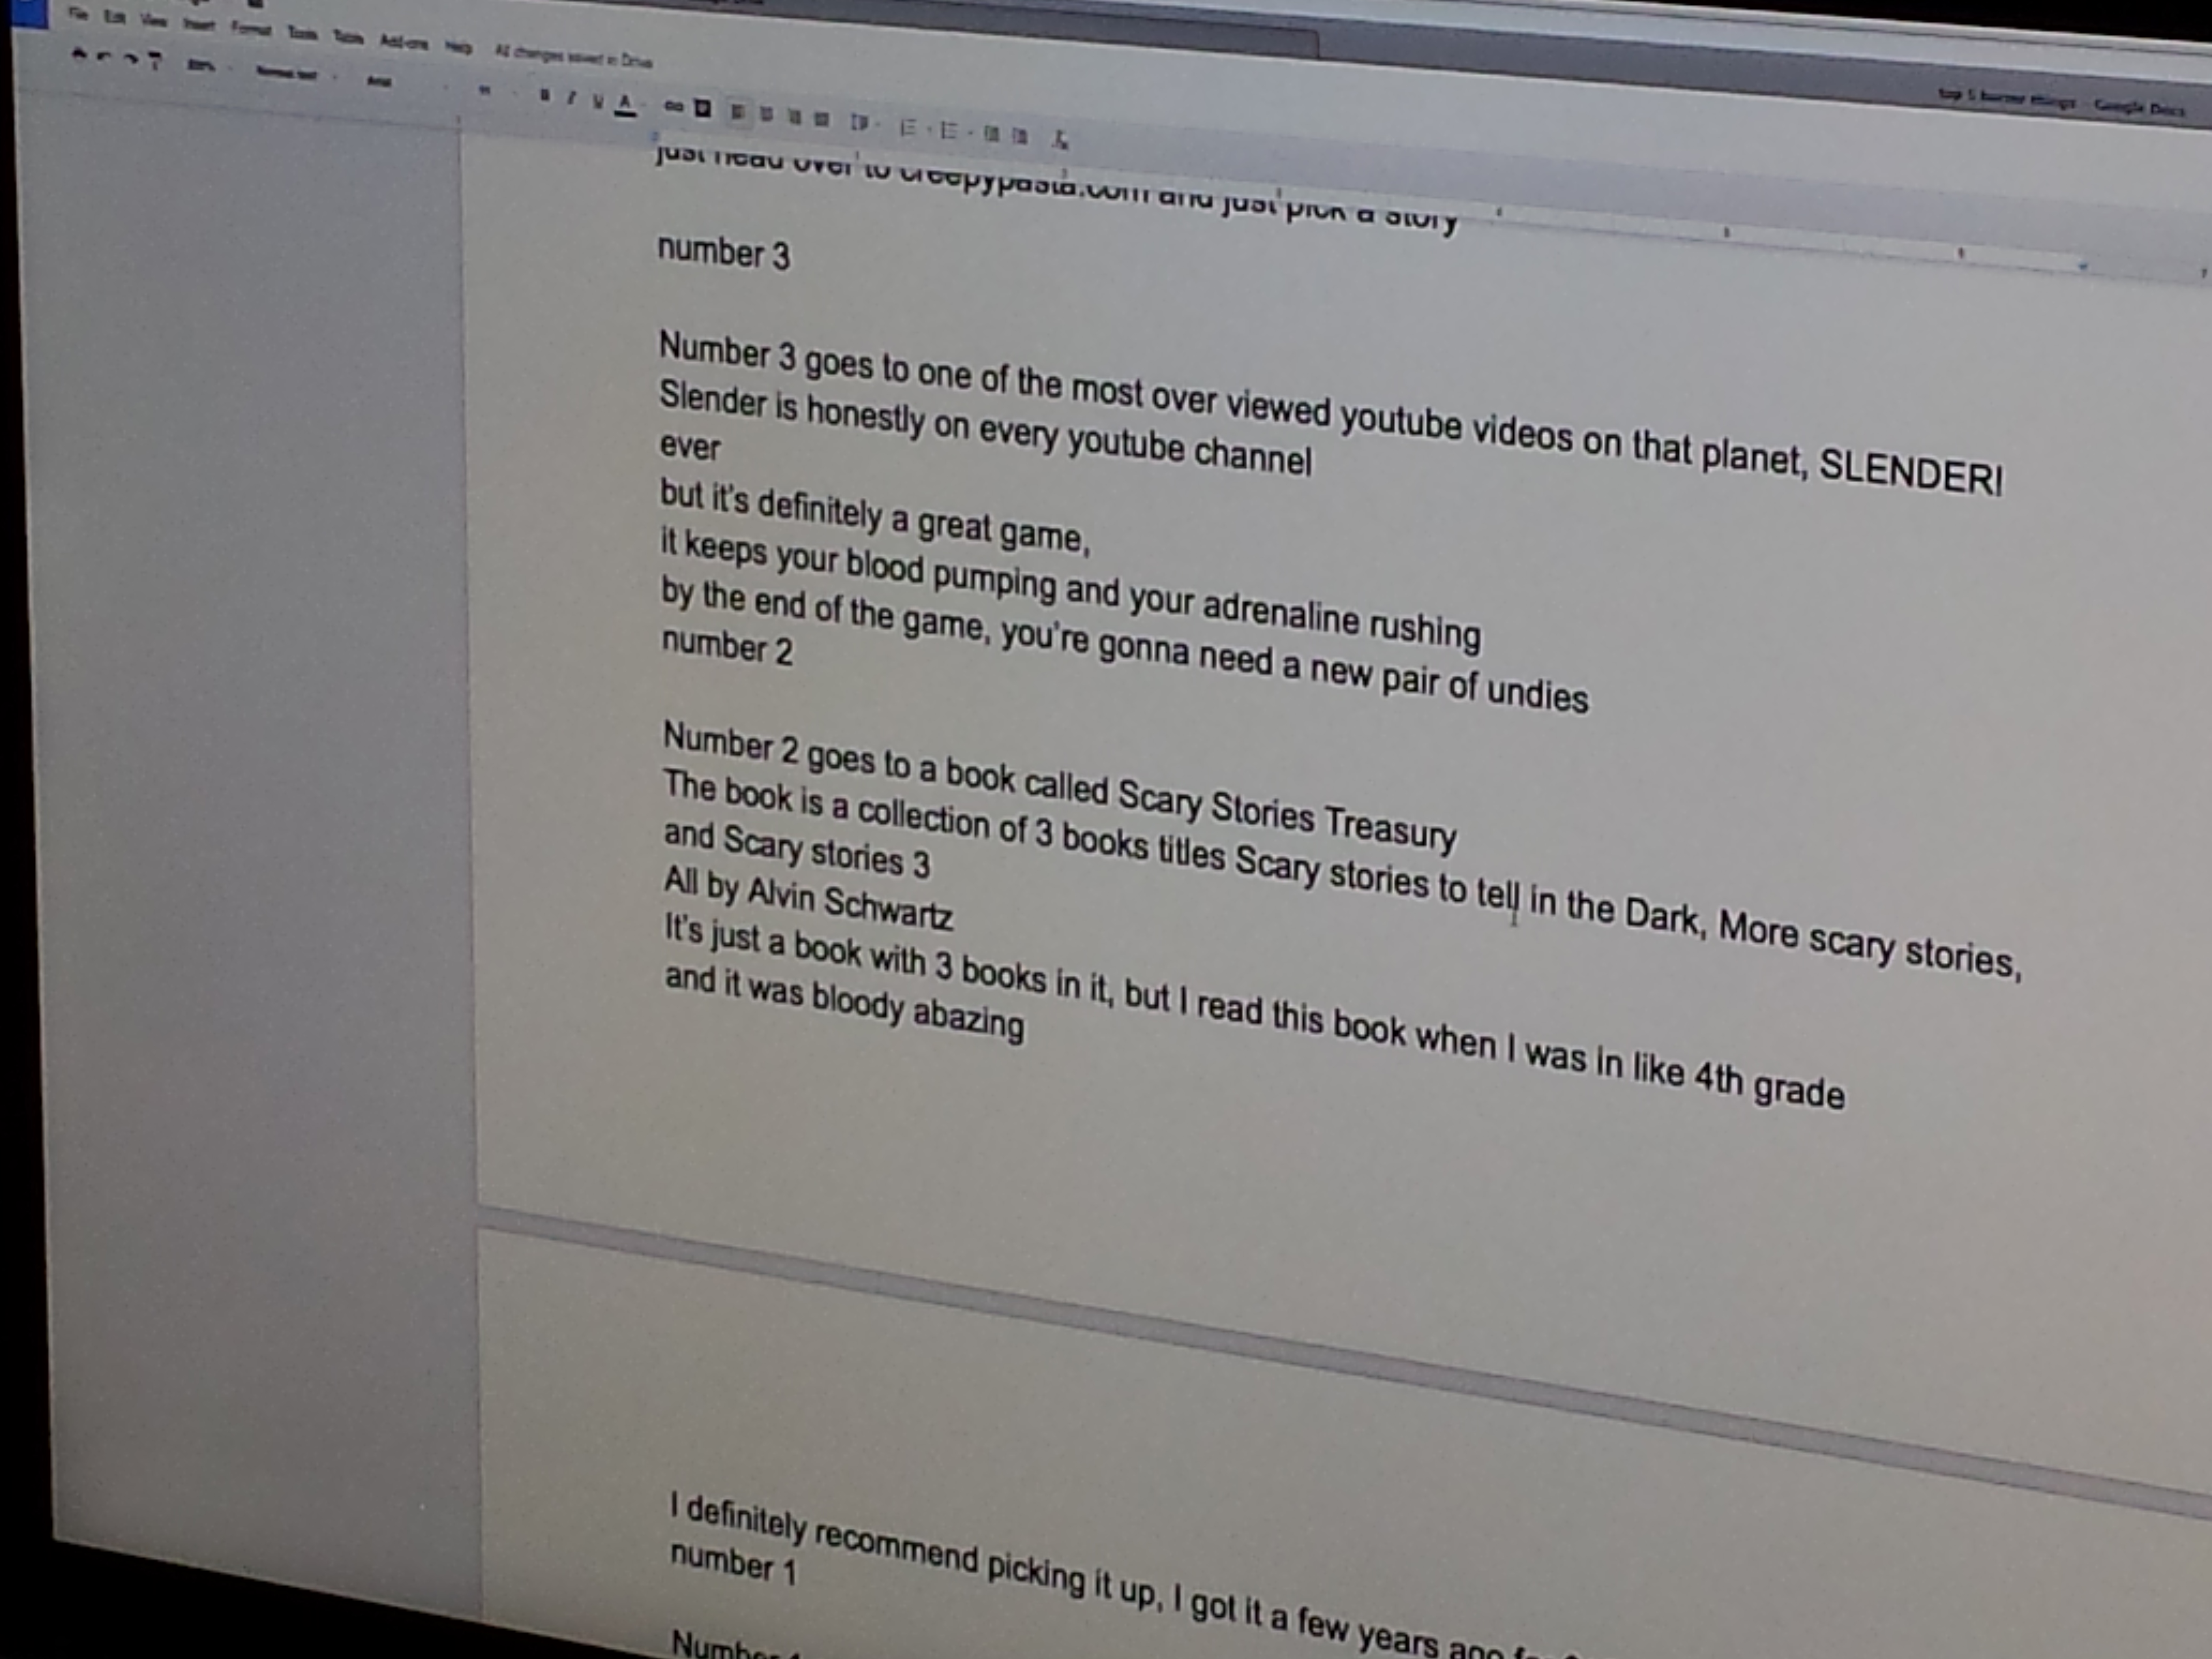 File Edit View Insert Format Tools Table Add-ons Help All changes saved in Drive
top 5 horror things - Google Docs
Normal text Arial
B I U A
just head over to creepypasta.com and just pick a story
number 3
Number 3 goes to one of the most over viewed youtube videos on that planet, SLENDER!
Slender is honestly on every youtube channel
ever
but it's definitely a great game,
it keeps your blood pumping and your adrenaline rushing
by the end of the game, you're gonna need a new pair of undies
number 2
Number 2 goes to a book called Scary Stories Treasury
The book is a collection of 3 books titles Scary stories to tell in the Dark, More scary stories,
and Scary stories 3
All by Alvin Schwartz
It's just a book with 3 books in it, but I read this book when I was in like 4th grade
and it was bloody abazing
I definitely recommend picking it up, I got it a few years ago
number 1
Number